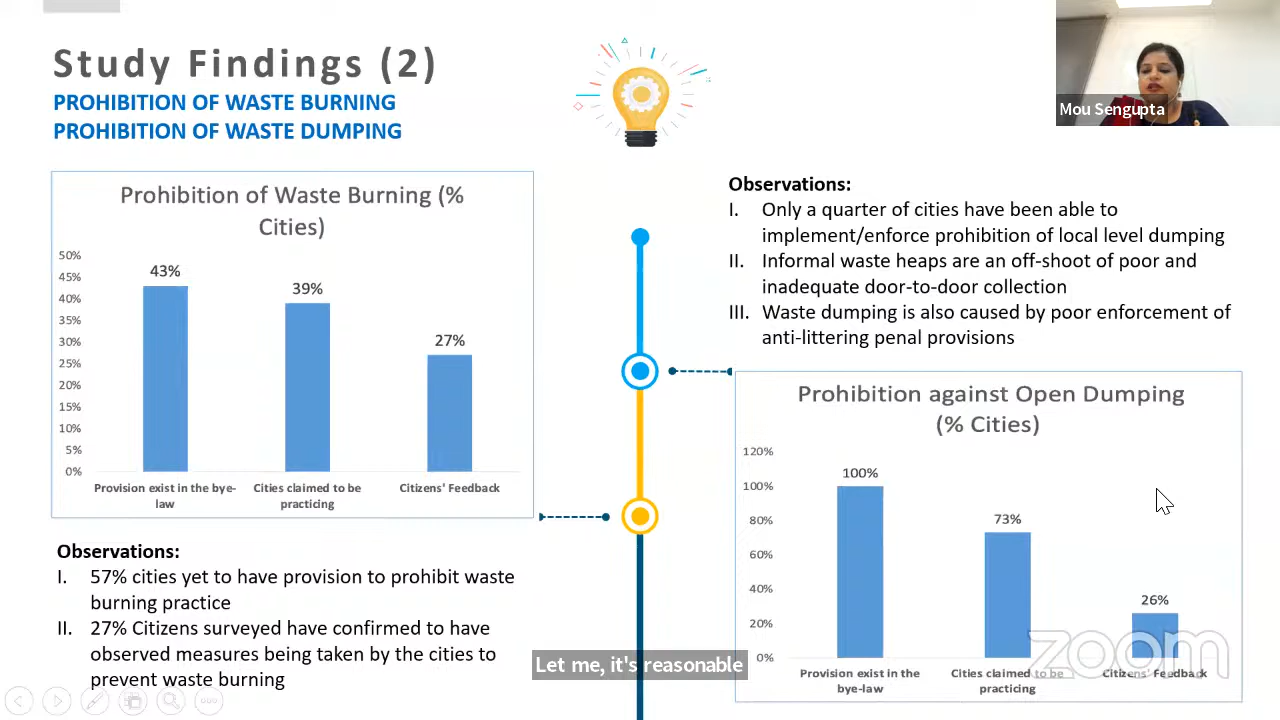 Study Findings (2)
PROHIBITION OF WASTE BURNING
PROHIBITION OF WASTE DUMPING
Mou Sengupta
Prohibition of Waste Burning (%
Cities)
50%
45%
40%
35%
30%
25%
20%
15%
10%
5%
0%
43%
39%
27%
Provision exist in the bye-
law
Cities claimed to be
practicing
Citizens' Feedback
Observations:
I. 57% cities yet to have provision to prohibit waste
burning practice
II. 27% Citizens surveyed have confirmed to have
observed measures being taken by the cities to
prevent waste burning
Observations:
I. Only a quarter of cities have been able to
implement/enforce prohibition of local level dumping
II. Informal waste heaps are an off-shoot of poor and
inadequate door-to-door collection
III. Waste dumping is also caused by poor enforcement of
anti-littering penal provisions
Prohibition against Open Dumping
(% Cities)
120%
100%
80%
60%
40%
20%
0%
100%
73%
26%
Provision exist in the
bye-law
Cities claimed to be
practicing
Citizens' Feedback
Let me, it's reasonable
zoom